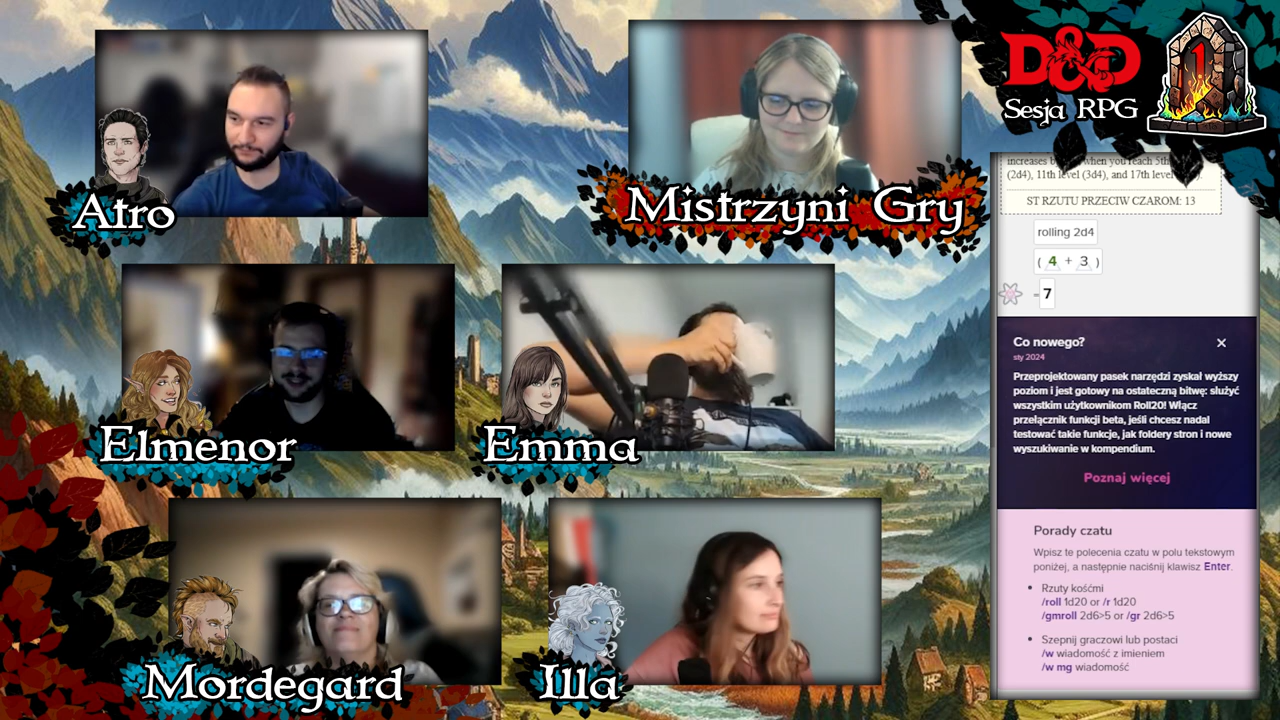 D&D
Sesja RPG
Atro
Mistrzyni Gry
Elmenor
Emma
Mordegard
Illa
increases b when you reach 5th
(2d4), 11th level (3d4), and 17th level
ST RZUTU PRZECIW CZAROM: 13
rolling 2d4
( 4 + 3 )
= 7
Co nowego?
sty 2024
Przeprojektowany pasek narzędzi zyskał wyższy
poziom i jest gotowy na ostateczną bitwę: służyć
wszystkim użytkownikom Roll20! Włącz
przełącznik funkcji beta, jeśli chcesz nadal
testować takie funkcje, jak foldery stron i nowe
wyszukiwanie w kompendium.
Poznaj więcej
Porady czatu
Wpisz te polecenia czatu w polu tekstowym
poniżej, a następnie naciśnij klawisz Enter.
• Rzuty kośćmi
/roll 1d20 or /r 1d20
/gmroll 2d6>5 or /gr 2d6>5
• Szepnij graczowi lub postaci
/w wiadomość z imieniem
/w mg wiadomość